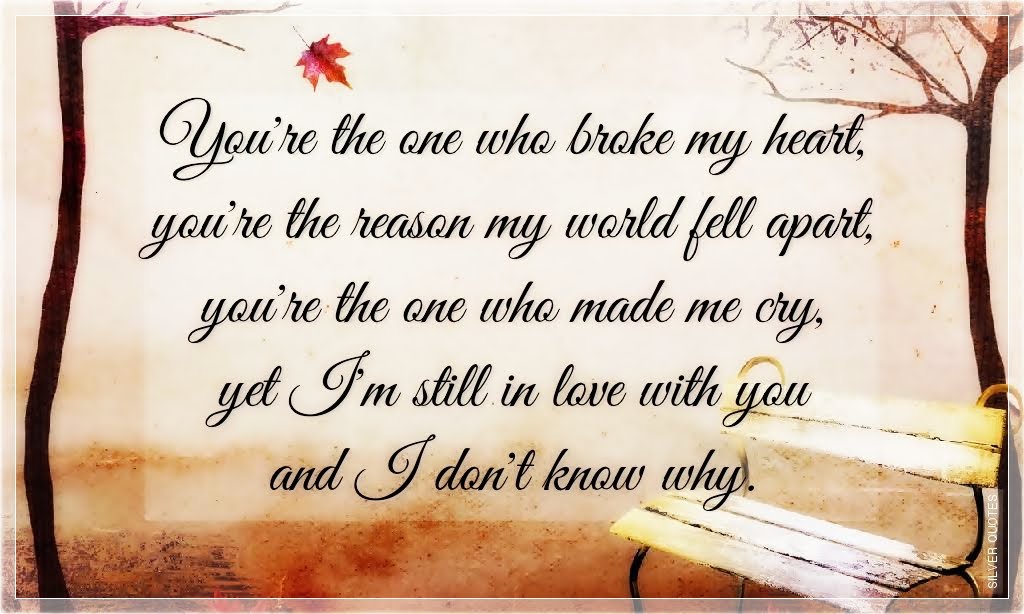 You're the one who broke my heart,
you're the reason my world fell apart,
you're the one who made me cry,
yet I'm still in love with you
and I don't know why.
SILVER QUOTES